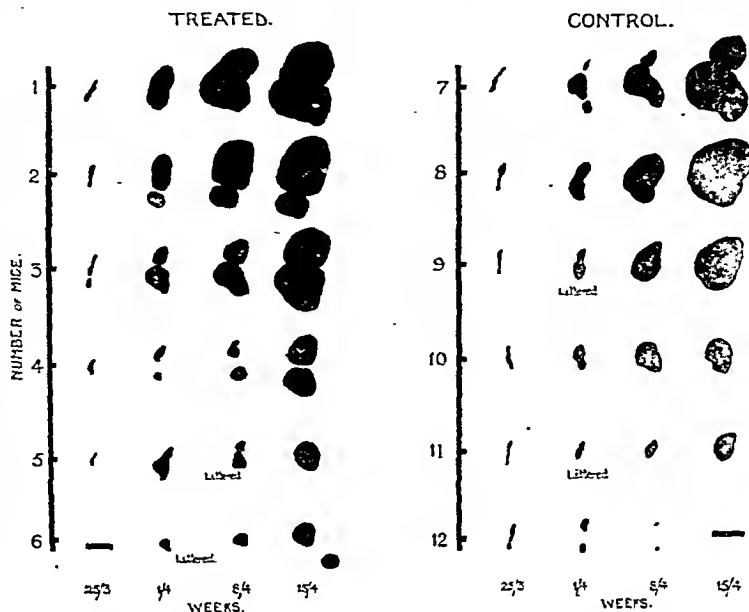 TREATED.
CONTROL.
NUMBER OF MICE.
1
2
3
4
5
6
7
8
9
10
11
12
Littered
Littered
Littered
Littered
25/3 1/4 8/4 15/4
WEEKS.
25/3 1/4 8/4 15/4
WEEKS.